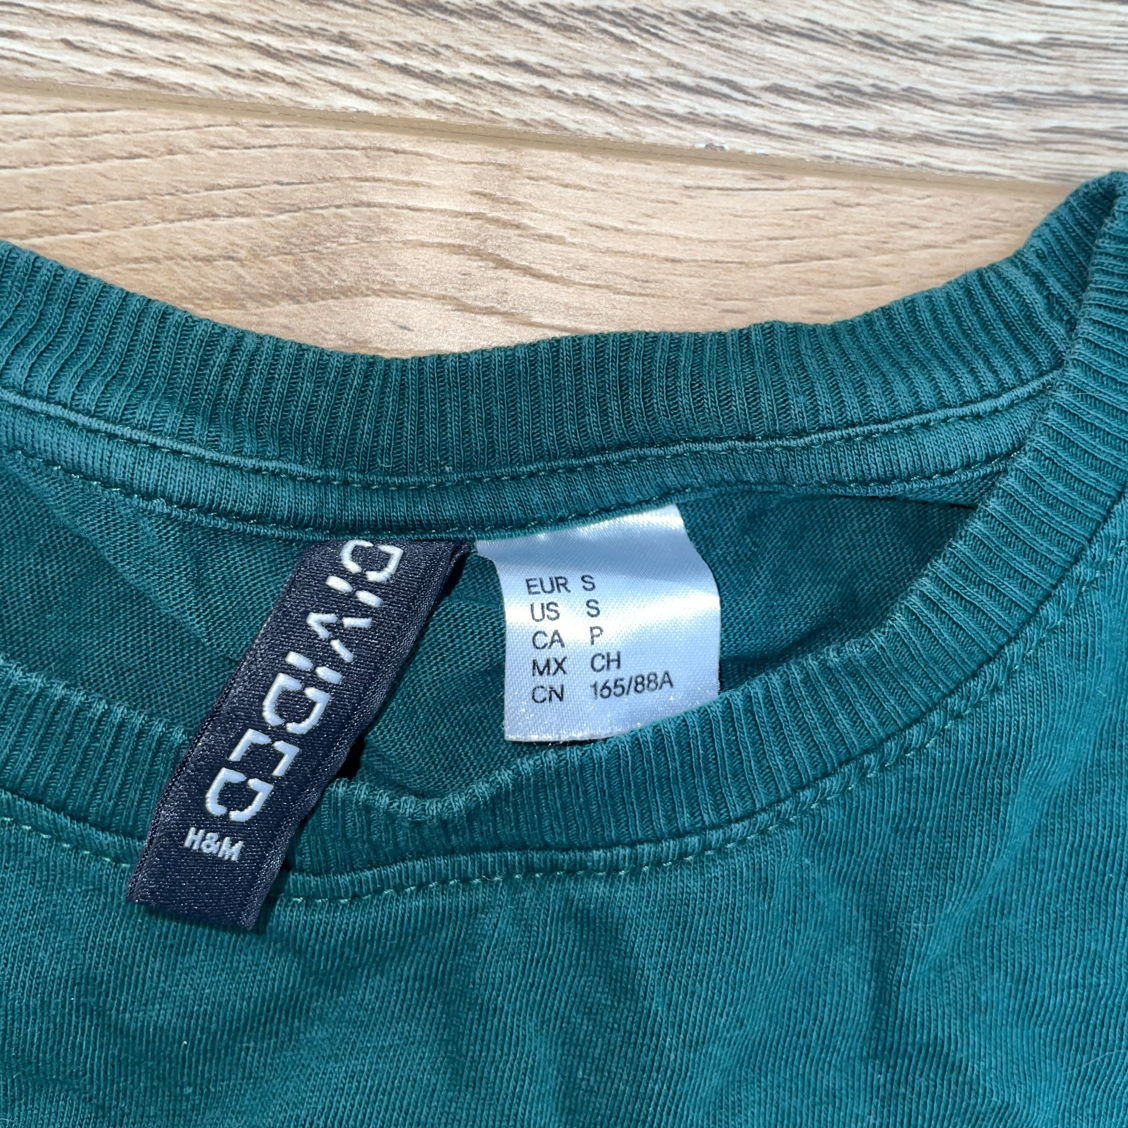 DIVIDED
H&M
EUR S
US S
CA P
MX CH
CN 165/88A